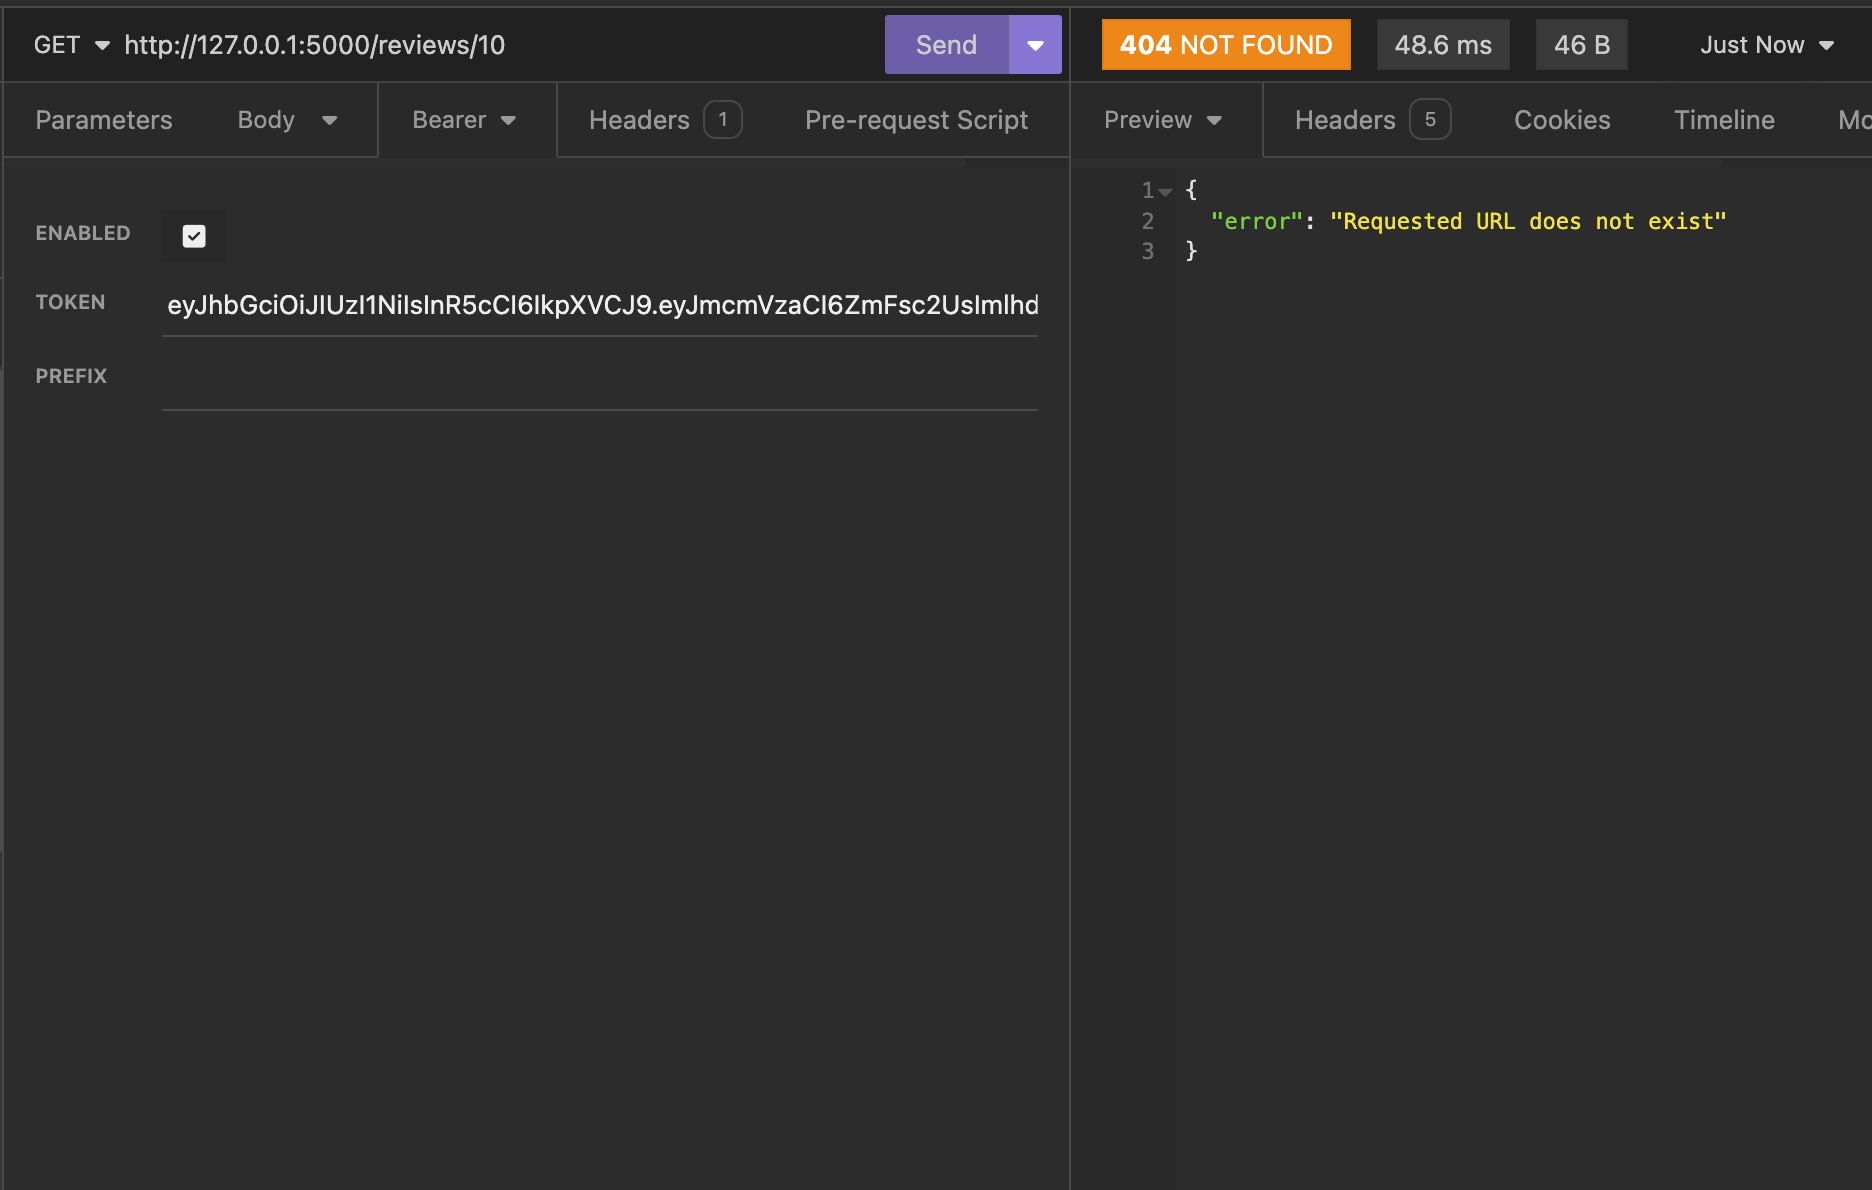 GET http://127.0.0.1:5000/reviews/10 Send
404 NOT FOUND 48.6 ms 46 B Just Now
Parameters Body Bearer Headers 1 Pre-request Script
Preview Headers 5 Cookies Timeline Mo
ENABLED
TOKEN eyJhbGciOiJIUzI1NiIsInR5cCI6IkpXVCJ9.eyJmcmVzaCI6ZmFsc2UsImlhd
PREFIX
1 {
2 "error": "Requested URL does not exist"
3 }